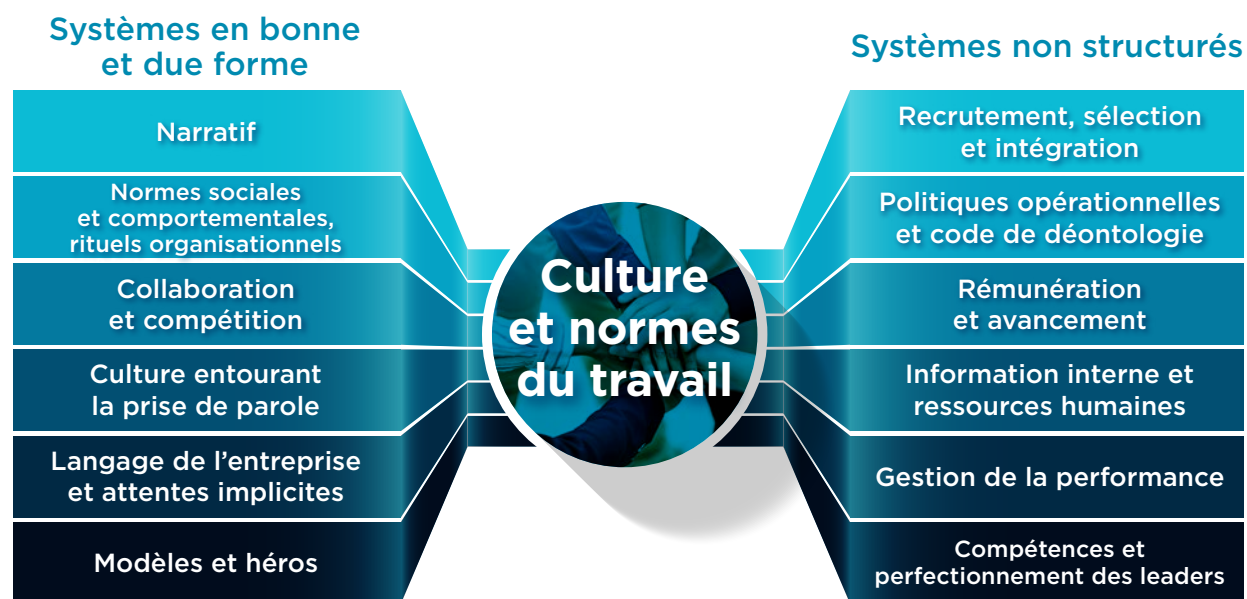 Systèmes en bonne
et due forme
Narratif
Normes sociales
et comportementales,
rituels organisationnels
Collaboration
et compétition
Culture entourant
la prise de parole
Langage de l’entreprise
et attentes implicites
Modèles et héros
Culture
et normes
du travail
Systèmes non structurés
Recrutement, sélection
et intégration
Politiques opérationnelles
et code de déontologie
Rémunération
et avancement
Information interne et
ressources humaines
Gestion de la performance
Compétences et
perfectionnement des leaders